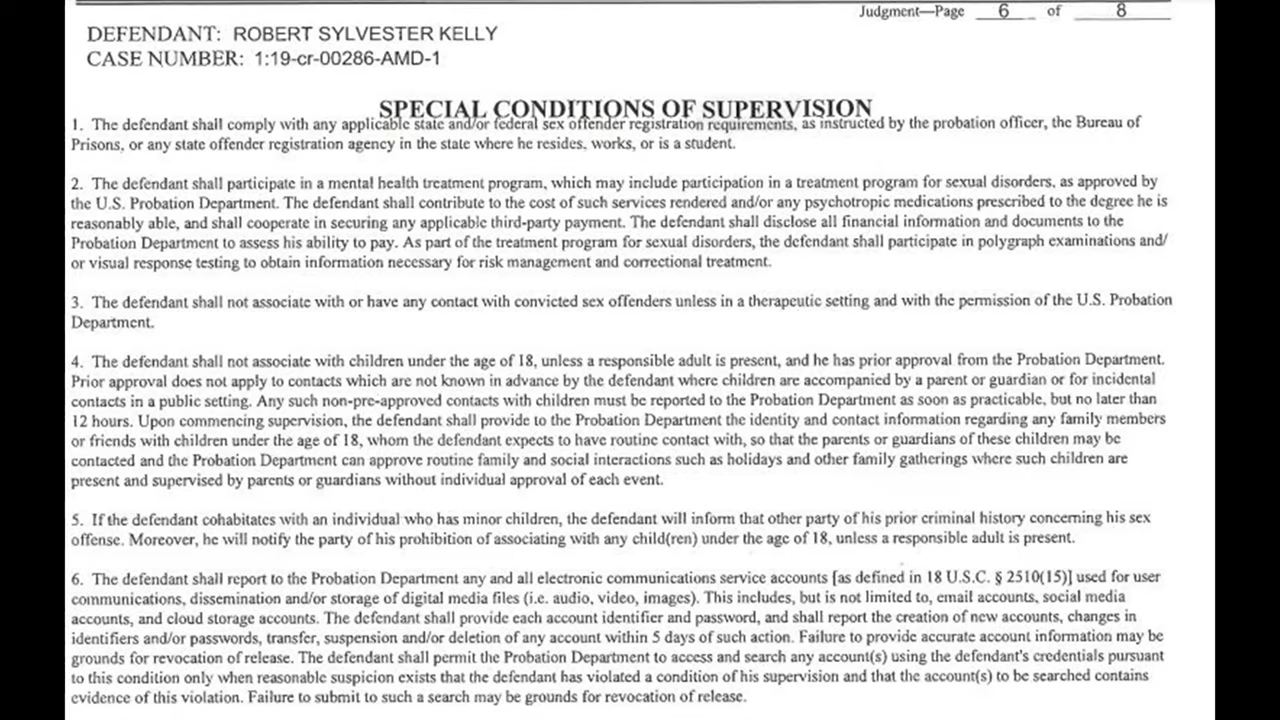 Judgment—Page 6 of 8
DEFENDANT: ROBERT SYLVESTER KELLY
CASE NUMBER: 1:19-cr-00286-AMD-1
SPECIAL CONDITIONS OF SUPERVISION
1. The defendant shall comply with any applicable state and/or federal sex offender registration requirements, as instructed by the probation officer, the Bureau of
Prisons, or any state offender registration agency in the state where he resides, works, or is a student.
2. The defendant shall participate in a mental health treatment program, which may include participation in a treatment program for sexual disorders, as approved by
the U.S. Probation Department. The defendant shall contribute to the cost of such services rendered and/or any psychotropic medications prescribed to the degree he is
reasonably able, and shall cooperate in securing any applicable third-party payment. The defendant shall disclose all financial information and documents to the
Probation Department to assess his ability to pay. As part of the treatment program for sexual disorders, the defendant shall participate in polygraph examinations and/
or visual response testing to obtain information necessary for risk management and correctional treatment.
3. The defendant shall not associate with or have any contact with convicted sex offenders unless in a therapeutic setting and with the permission of the U.S. Probation
Department.
4. The defendant shall not associate with children under the age of 18, unless a responsible adult is present, and he has prior approval from the Probation Department.
Prior approval does not apply to contacts which are not known in advance by the defendant where children are accompanied by a parent or guardian or for incidental
contacts in a public setting. Any such non-pre-approved contacts with children must be reported to the Probation Department as soon as practicable, but no later than
12 hours. Upon commencing supervision, the defendant shall provide to the Probation Department the identity and contact information regarding any family members
or friends with children under the age of 18, whom the defendant expects to have routine contact with, so that the parents or guardians of these children may be
contacted and the Probation Department can approve routine family and social interactions such as holidays and other family gatherings where such children are
present and supervised by parents or guardians without individual approval of each event.
5. If the defendant cohabitates with an individual who has minor children, the defendant will inform that other party of his prior criminal history concerning his sex
offense. Moreover, he will notify the party of his prohibition of associating with any child(ren) under the age of 18, unless a responsible adult is present.
6. The defendant shall report to the Probation Department any and all electronic communications service accounts [as defined in 18 U.S.C. § 2510(15)] used for user
communications, dissemination and/or storage of digital media files (i.e. audio, video, images). This includes, but is not limited to, email accounts, social media
accounts, and cloud storage accounts. The defendant shall provide each account identifier and password, and shall report the creation of new accounts, changes in
identifiers and/or passwords, transfer, suspension and/or deletion of any account within 5 days of such action. Failure to provide accurate account information may be
grounds for revocation of release. The defendant shall permit the Probation Department to access and search any account(s) using the defendant's credentials pursuant
to this condition only when reasonable suspicion exists that the defendant has violated a condition of his supervision and that the account(s) to be searched contains
evidence of this violation. Failure to submit to such a search may be grounds for revocation of release.